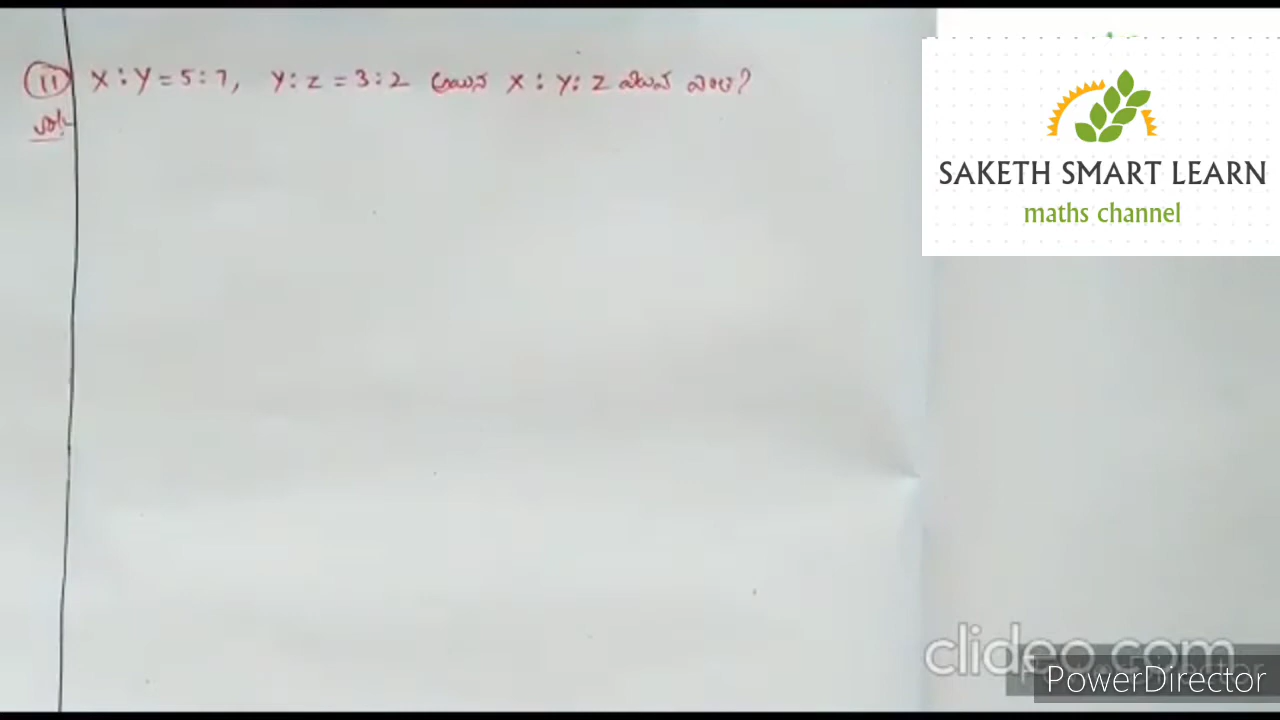 11 X : Y = 5 : 7, Y : Z = 3 : 2 అయిన X : Y : Z విలువ ఎంత?
SAKETH SMART LEARN
maths channel
clideo.com
PowerDirector